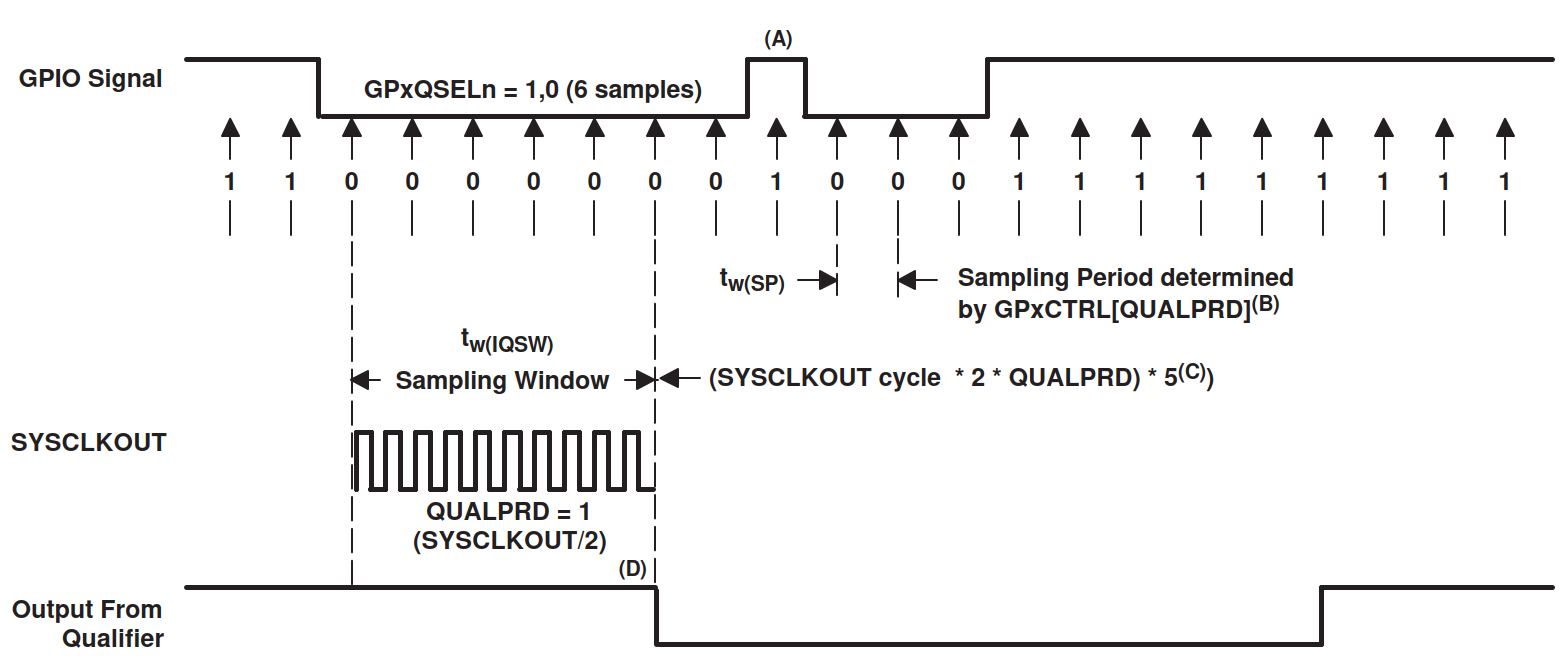 (A)
GPIO Signal
GPxQSELn = 1,0 (6 samples)
1 1 0 0 0 0 0 0 0 1 0 0 0 1 1 1 1 1 1 1 1 1
tw(SP)
Sampling Period determined
by GPxCTRL[QUALPRD](B)
tw(IQSW)
Sampling Window
(SYSCLKOUT cycle * 2 * QUALPRD) * 5(C))
SYSCLKOUT
QUALPRD = 1
(SYSCLKOUT/2)
(D)
Output From
Qualifier